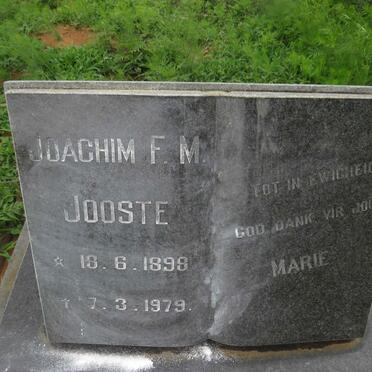 JOACHIM F. M.
JOOSTE
* 18. 6. 1898
† 7. 3. 1979.
TOT IN EWIGHEID
GOD DANK VIR JOU
MARIE